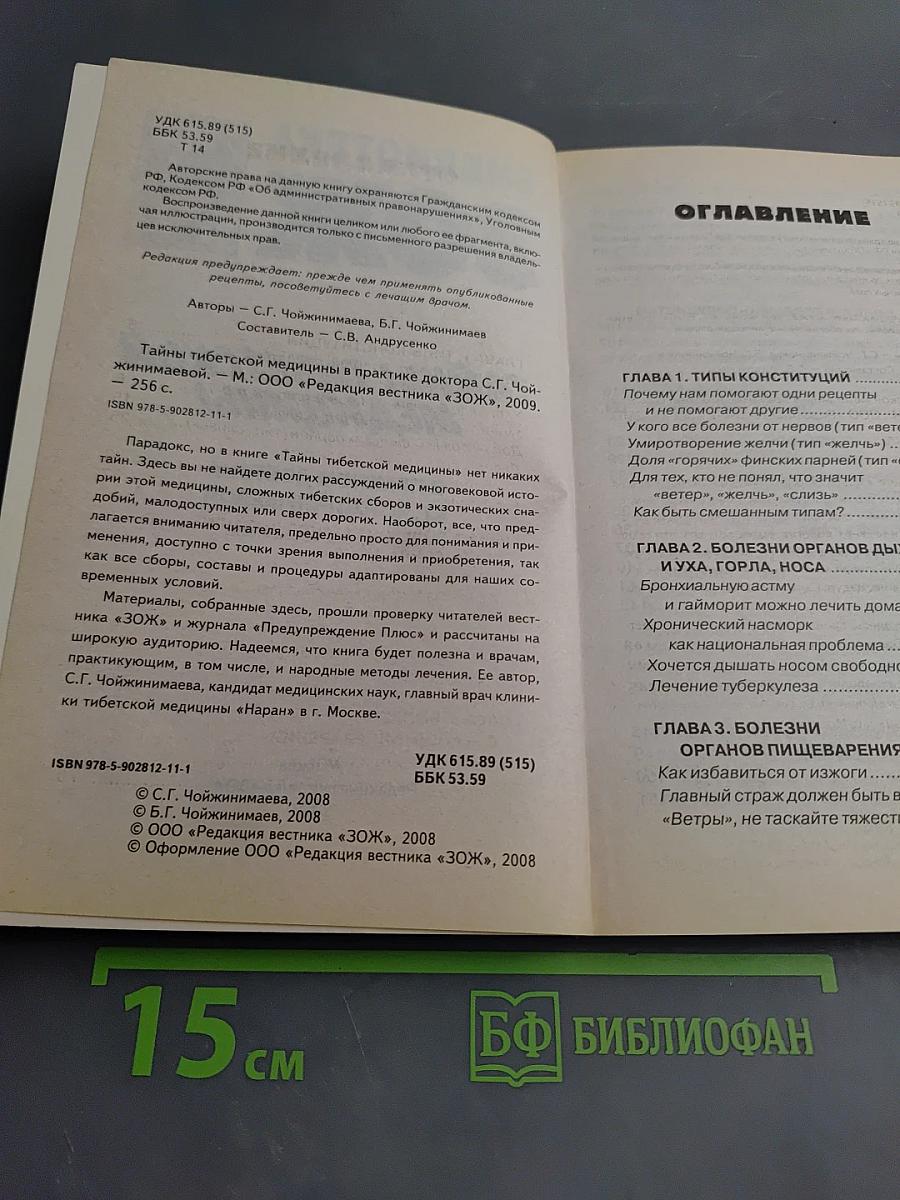 УДК 615.89 (515)
ББК 53.59
Т 14
Авторские права на данную книгу охраняются Гражданским кодексом
РФ, Кодексом РФ «Об административных правонарушениях», Уголовным
кодексом РФ.
Воспроизведение данной книги целиком или любого ее фрагмента, вклю-
чая иллюстрации, производится только с письменного разрешения владель-
цев исключительных прав.
Редакция предупреждает: прежде чем применять опубликованные
рецепты, посоветуйтесь с лечащим врачом.
Авторы — С.Г. Чойжинимаева, Б.Г. Чойжинимаев
Составитель — С.В. Андрусенко
Тайны тибетской медицины в практике доктора С.Г. Чой-
жинимаевой. — М.: ООО «Редакция вестника «ЗОЖ», 2009.
— 256 с.
ISBN 978-5-902812-11-1
Парадокс, но в книге «Тайны тибетской медицины» нет никаких
тайн. Здесь вы не найдете долгих рассуждений о многовековой исто-
рии этой медицины, сложных тибетских сборов и экзотических сна-
добий, малодоступных или сверх дорогих. Наоборот, все, что пред-
лагается вниманию читателя, предельно просто для понимания и при-
менения, доступно с точки зрения выполнения и приобретения, так
как все сборы, составы и процедуры адаптированы для наших со-
временных условий.
Материалы, собранные здесь, прошли проверку читателей вест-
ника «ЗОЖ» и журнала «Предупреждение Плюс» и рассчитаны на
широкую аудиторию. Надеемся, что книга будет полезна и врачам,
практикующим, в том числе, и народные методы лечения. Ее автор,
С.Г. Чойжинимаева, кандидат медицинских наук, главный врач клини-
ки тибетской медицины «Наран» в г. Москве.
ISBN 978-5-902812-11-1
УДК 615.89 (515)
ББК 53.59
© С.Г. Чойжинимаева, 2008
© Б.Г. Чойжинимаев, 2008
© ООО «Редакция вестника «ЗОЖ», 2008
© Оформление ООО «Редакция вестника «ЗОЖ», 2008
ОГЛАВЛЕНИЕ
ГЛАВА 1. ТИПЫ КОНСТИТУЦИЙ
Почему нам помогают одни рецепты
и не помогают другие
У кого все болезни от нервов (тип «вете
Умиротворение желчи (тип «желчь»)
Доля «горячих» финских парней (тип «с
Для тех, кто не понял, что значит
«ветер», «желчь», «слизь»
Как быть смешанным типам?
ГЛАВА 2. БОЛЕЗНИ ОРГАНОВ ДЫХ
И УХА, ГОРЛА, НОСА
Бронхиальную астму
и гайморит можно лечить дома
Хронический насморк
как национальная проблема
Хочется дышать носом свободно
Лечение туберкулеза
ГЛАВА 3. БОЛЕЗНИ
ОРГАНОВ ПИЩЕВАРЕНИЯ
Как избавиться от изжоги
Главный страж должен быть в
«Ветры», не таскайте тяжести
15 см
БФ БИБЛИОФАН